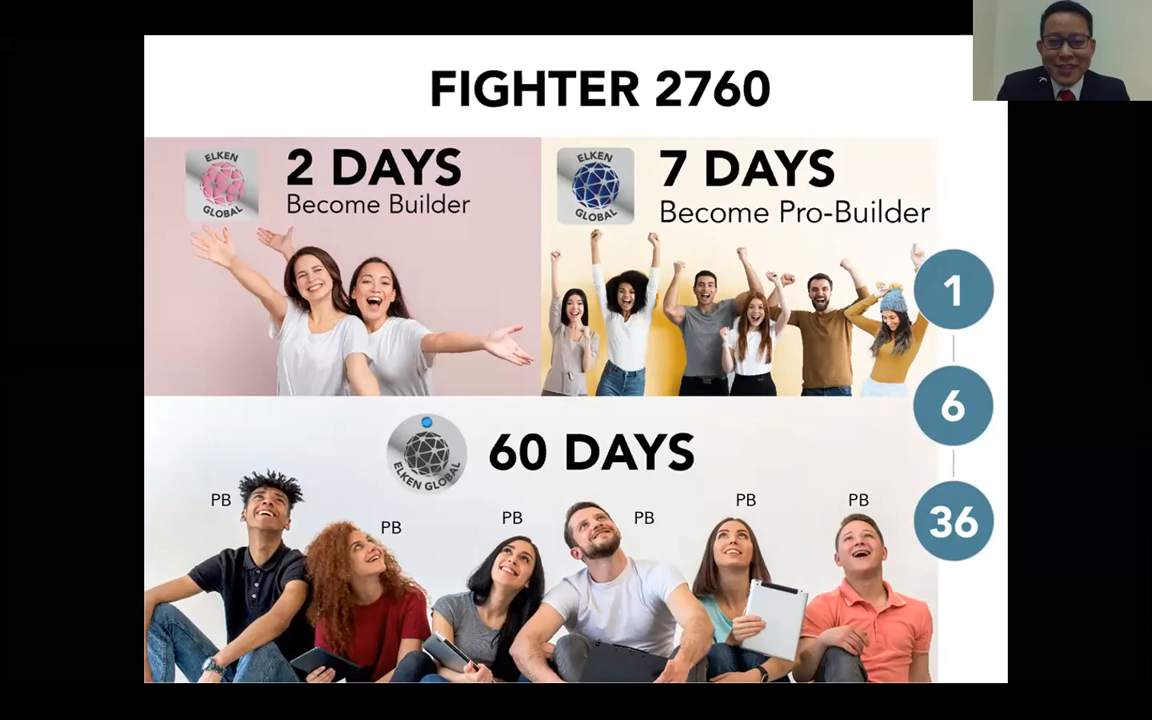 FIGHTER 2760
ELKEN
GLOBAL
2 DAYS
Become Builder
ELKEN
GLOBAL
7 DAYS
Become Pro-Builder
1
6
36
ELKEN GLOBAL
60 DAYS
PB
PB
PB
PB
PB
PB